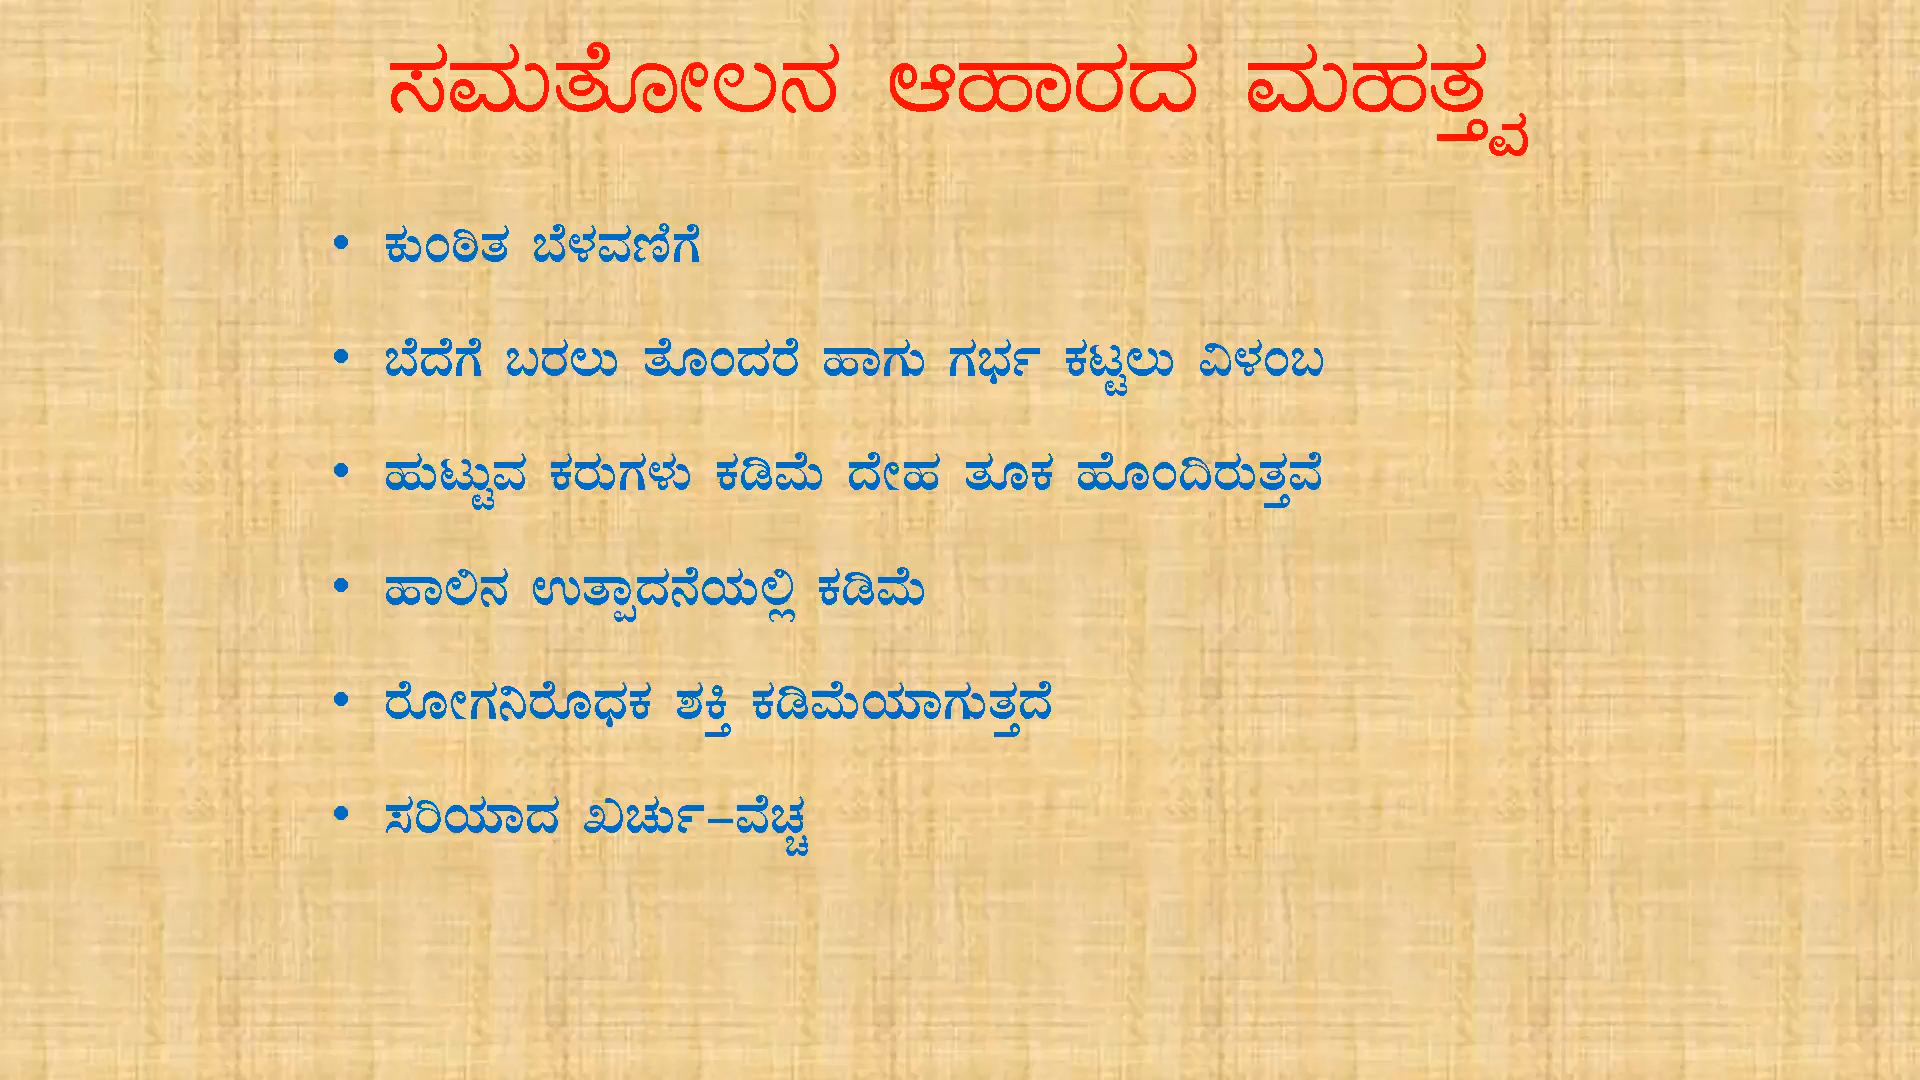 ಸಮತೋಲನ ಆಹಾರದ ಮಹತ್ತ್ವ
• ಕುಂಠಿತ ಬೆಳವಣಿಗೆ
• ಬೆದೆಗೆ ಬರಲು ತೊಂದರೆ ಹಾಗು ಗರ್ಭ ಕಟ್ಟಲು ವಿಳಂಬ
• ಹುಟ್ಟುವ ಕರುಗಳು ಕಡಿಮೆ ದೇಹ ತೂಕ ಹೊಂದಿರುತ್ತವೆ
• ಹಾಲಿನ ಉತ್ಪಾದನೆಯಲ್ಲಿ ಕಡಿಮೆ
• ರೋಗನಿರೊಧಕ ಶಕ್ತಿ ಕಡಿಮೆಯಾಗುತ್ತದೆ
• ಸರಿಯಾದ ಖರ್ಚು–ವೆಚ್ಚ